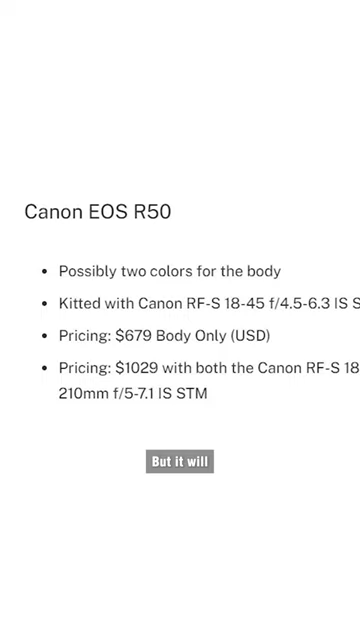 Canon EOS R50
• Possibly two colors for the body
• Kitted with Canon RF-S 18-45 f/4.5-6.3 IS S
• Pricing: $679 Body Only (USD)
• Pricing: $1029 with both the Canon RF-S 18
210mm f/5-7.1 IS STM
But it will